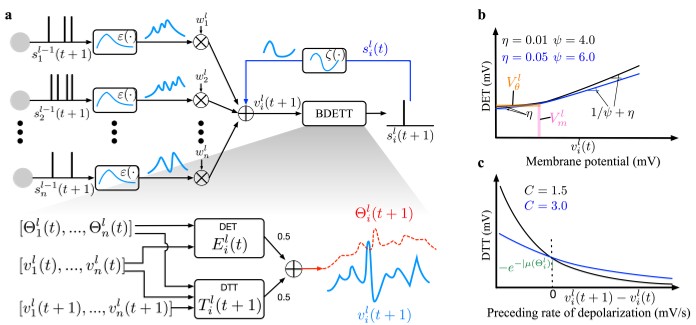 a
s_1^{l-1}(t+1)
ε(·)
w_1^l
s_2^{l-1}(t+1)
ε(·)
w_2^l
s_n^{l-1}(t+1)
ε(·)
w_n^l
ζ(·)
s_i^l(t)
v_i^l(t+1)
BDETT
s_i^l(t+1)
[Θ_1^l(t), ..., Θ_n^l(t)]
[v_1^l(t), ..., v_n^l(t)]
[v_1^l(t+1), ..., v_n^l(t+1)]
DET
E_i^l(t)
0.5
DTT
T_i^l(t+1)
0.5
Θ_i^l(t+1)
v_i^l(t+1)
b
η = 0.01 ψ = 4.0
η = 0.05 ψ = 6.0
DET (mV)
V_θ^l
η
V_m^l
1/ψ + η
v_i^l(t)
Membrane potential (mV)
c
C = 1.5
C = 3.0
DTT (mV)
0
v_i^l(t+1) − v_i^l(t)
Preceding rate of depolarization (mV/s)